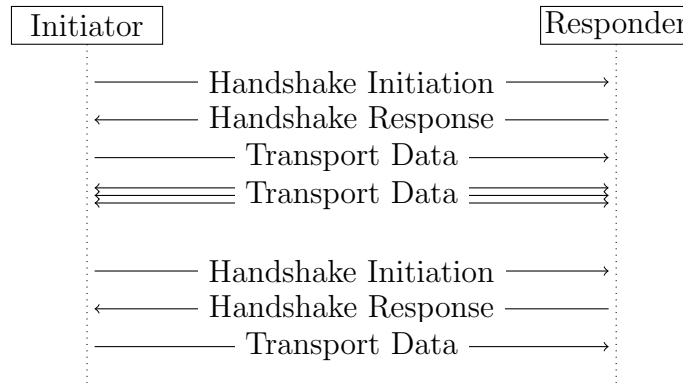 Initiator
Responder
Handshake Initiation
Handshake Response
Transport Data
Transport Data
Handshake Initiation
Handshake Response
Transport Data